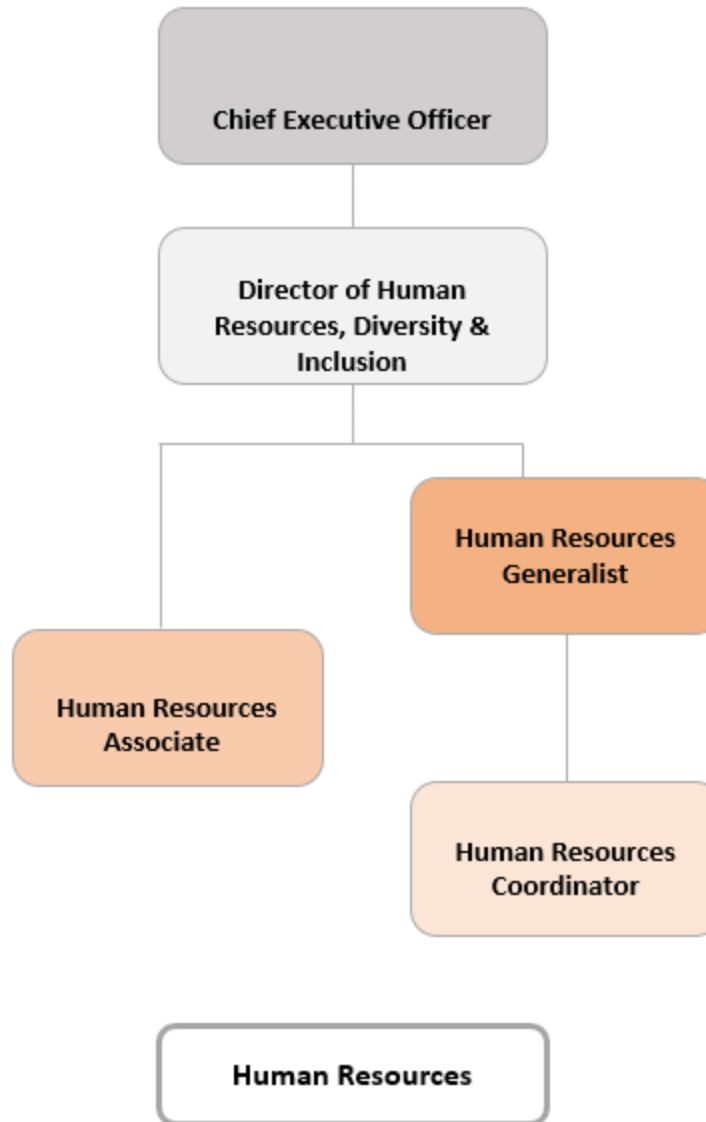 Chief Executive Officer
Director of Human
Resources, Diversity &
Inclusion
Human Resources
Generalist
Human Resources
Associate
Human Resources
Coordinator
Human Resources